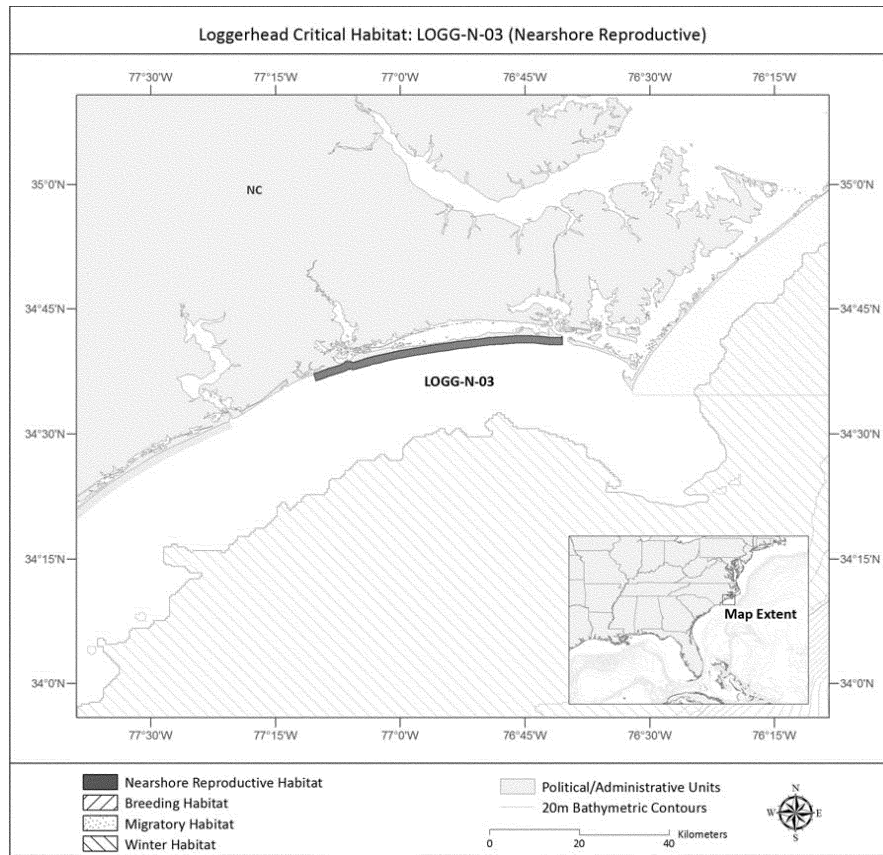 Loggerhead Critical Habitat: LOGG-N-03 (Nearshore Reproductive)
77°30'W 77°15'W 77°0'W 76°45'W 76°30'W 76°15'W
35°0'N 35°0'N
NC
34°45'N 34°45'N
LOGG-N-03
34°30'N 34°30'N
34°15'N 34°15'N
Map Extent
34°0'N 34°0'N
77°30'W 77°15'W 77°0'W 76°45'W 76°30'W 76°15'W
Nearshore Reproductive Habitat
Breeding Habitat
Migratory Habitat
Winter Habitat
Political/Administrative Units
20m Bathymetric Contours
Kilometers
0 20 40
N
W E
S